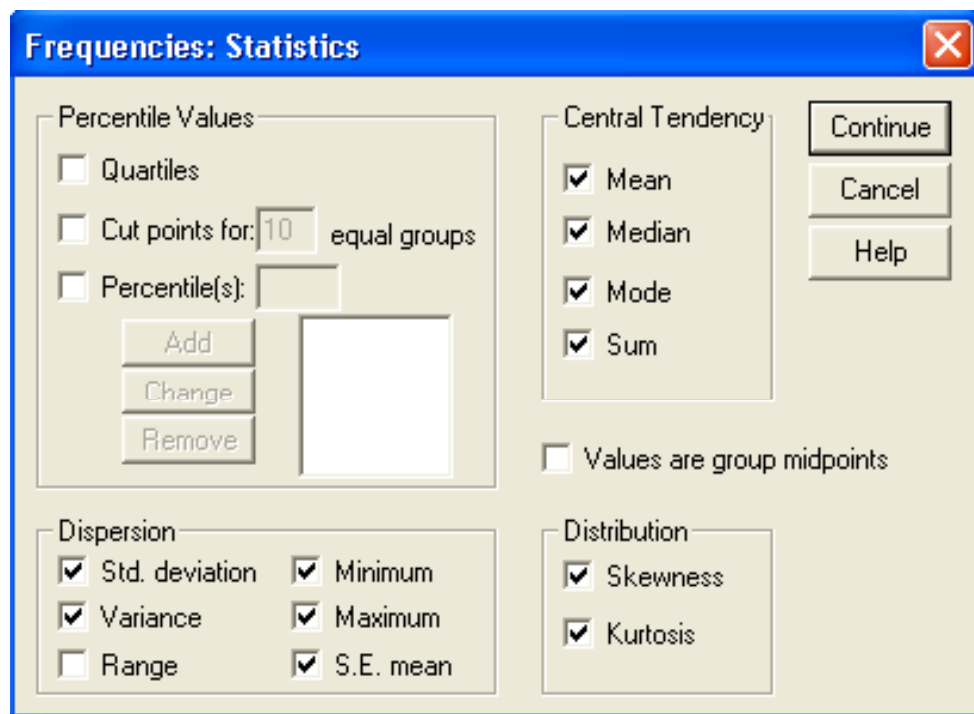 Frequencies: Statistics
Percentile Values
Quartiles
Cut points for: 10 equal groups
Percentile(s):
Add
Change
Remove
Central Tendency
Mean
Median
Mode
Sum
Continue
Cancel
Help
Values are group midpoints
Dispersion
Std. deviation
Variance
Range
Minimum
Maximum
S.E. mean
Distribution
Skewness
Kurtosis